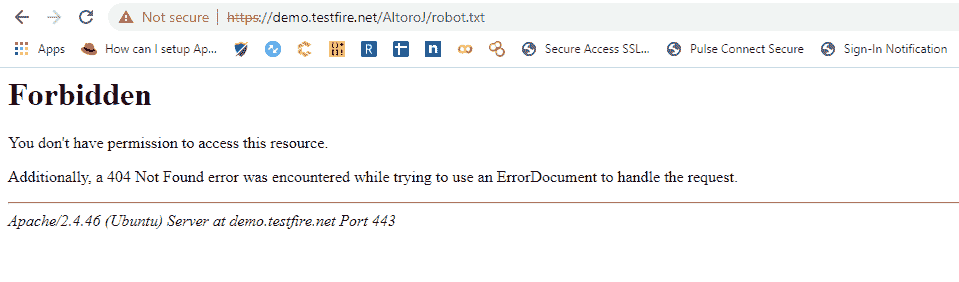 Not secure | https://demo.testfire.net/AltoroJ/robot.txt
Apps How can I setup Ap... R n Secure Access SSL... Pulse Connect Secure Sign-In Notification
Forbidden
You don't have permission to access this resource.
Additionally, a 404 Not Found error was encountered while trying to use an ErrorDocument to handle the request.
Apache/2.4.46 (Ubuntu) Server at demo.testfire.net Port 443